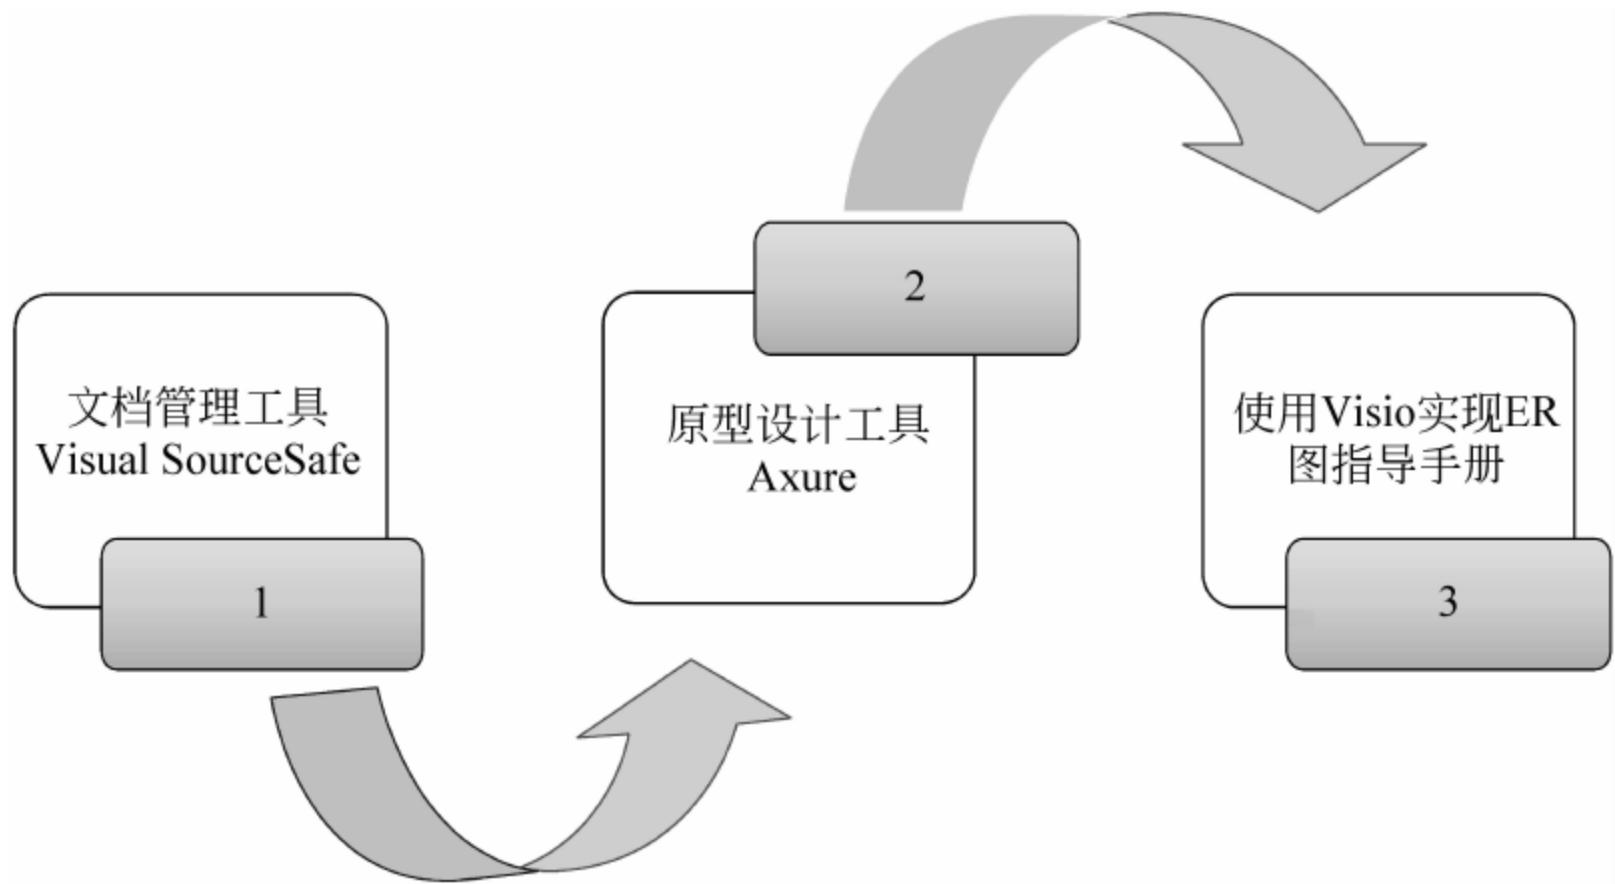 文档管理工具
Visual SourceSafe
1
2
原型设计工具
Axure
使用Visio实现ER
图指导手册
3